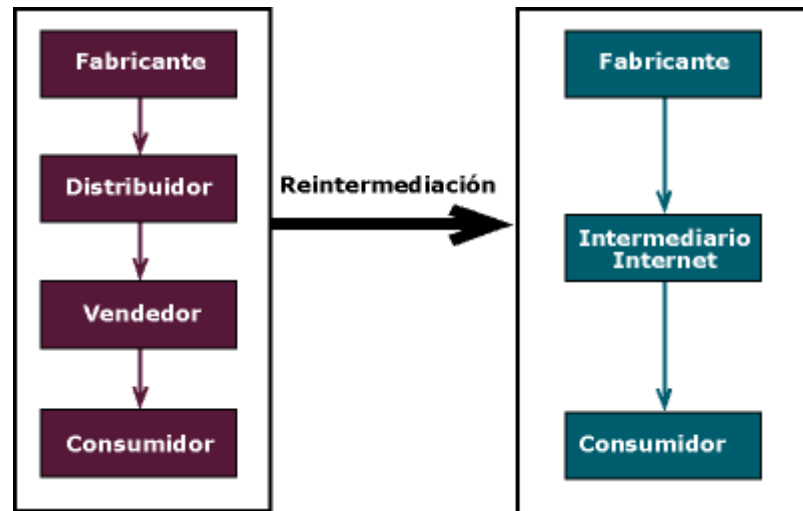 Fabricante
Distribuidor
Vendedor
Consumidor
Reintermediación
Fabricante
Intermediario
Internet
Consumidor